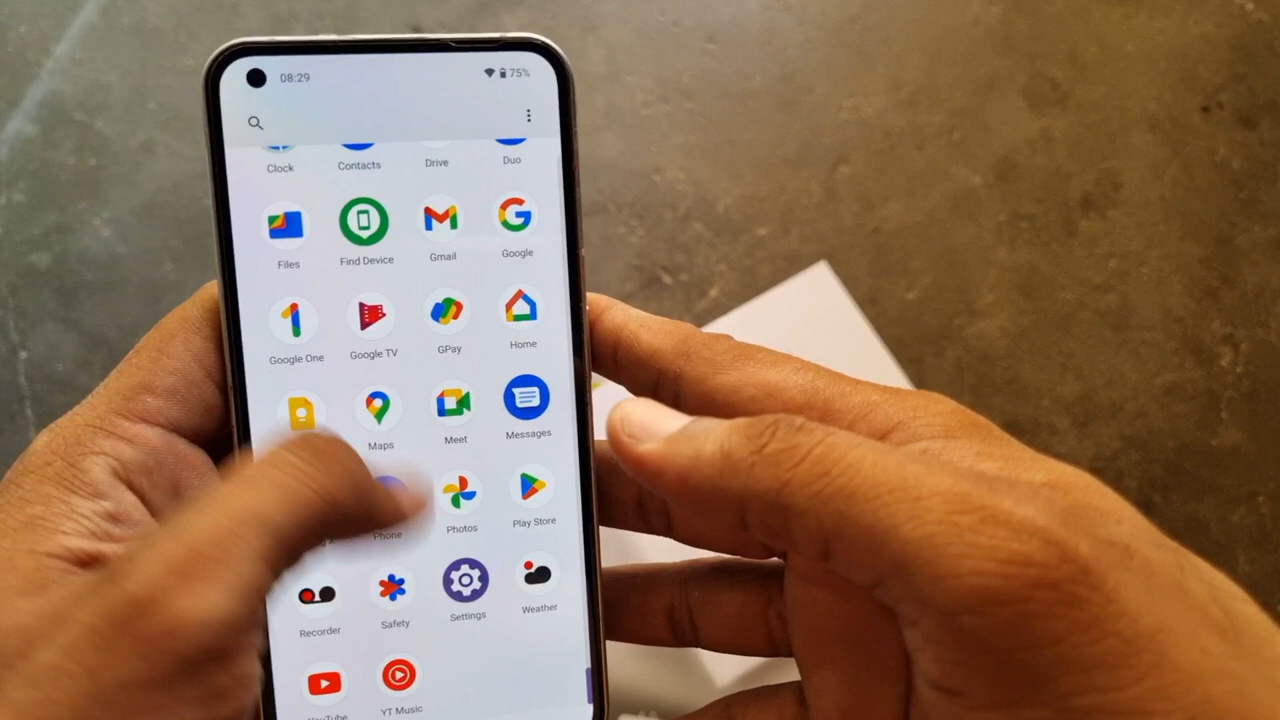 08:29 75%
Clock Contacts Drive Duo
Files Find Device Gmail Google
Google One Google TV GPay Home
Maps Meet Messages
Phone Photos Play Store
Recorder Safety Settings Weather
YouTube YT Music